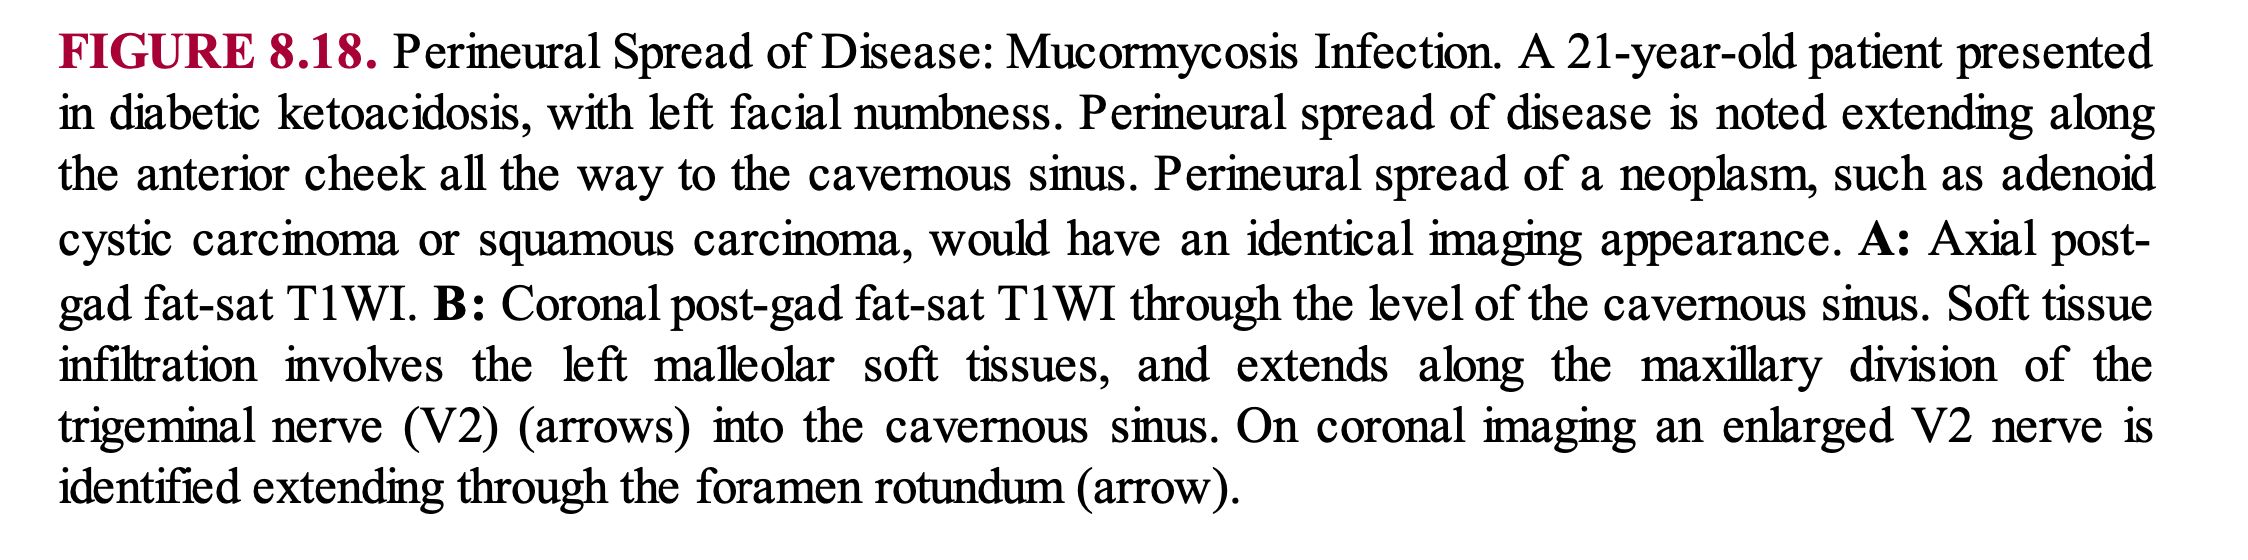 FIGURE 8.18. Perineural Spread of Disease: Mucormycosis Infection. A 21-year-old patient presented
in diabetic ketoacidosis, with left facial numbness. Perineural spread of disease is noted extending along
the anterior cheek all the way to the cavernous sinus. Perineural spread of a neoplasm, such as adenoid
cystic carcinoma or squamous carcinoma, would have an identical imaging appearance. A: Axial post-
gad fat-sat T1WI. B: Coronal post-gad fat-sat T1WI through the level of the cavernous sinus. Soft tissue
infiltration involves the left malleolar soft tissues, and extends along the maxillary division of the
trigeminal nerve (V2) (arrows) into the cavernous sinus. On coronal imaging an enlarged V2 nerve is
identified extending through the foramen rotundum (arrow).